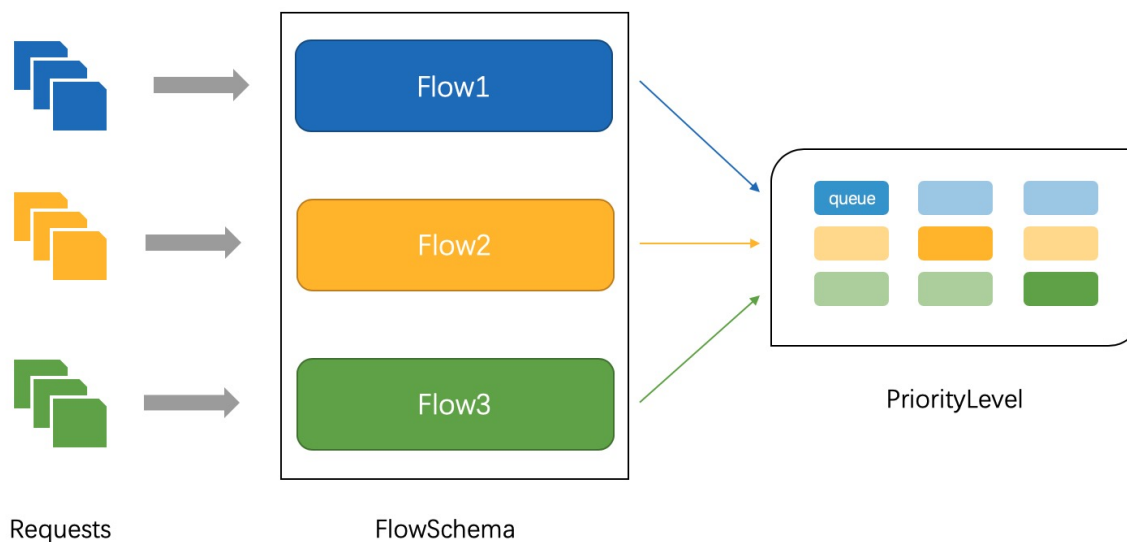 Flow1
queue
Flow2
Flow3
PriorityLevel
Requests
FlowSchema